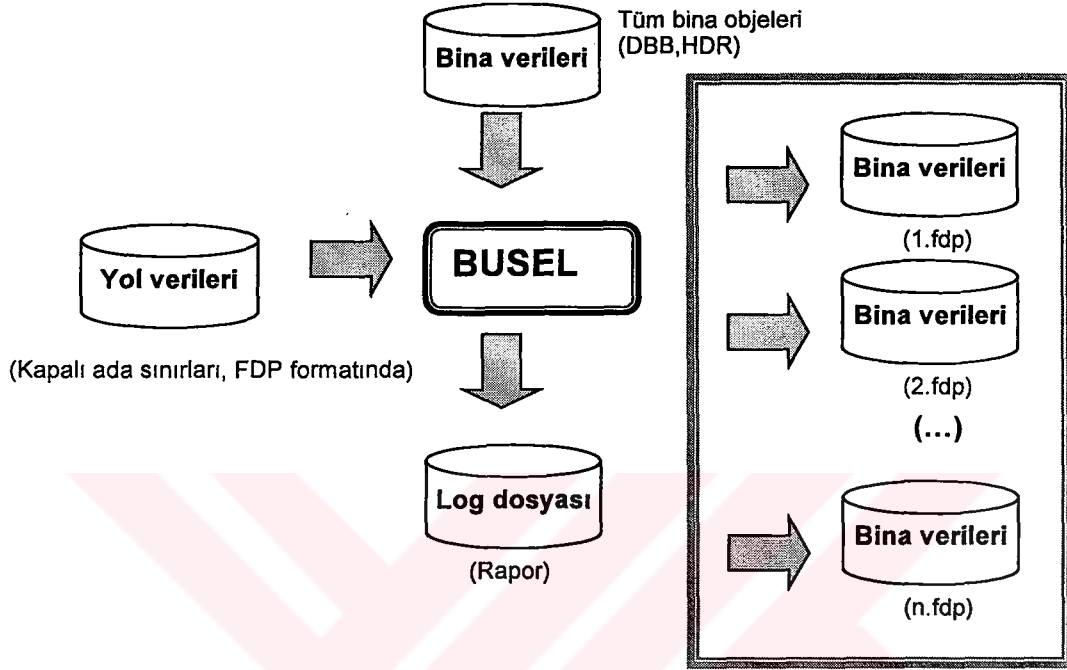 Tüm bina objeleri
(DBB,HDR)
Bina verileri
Yol verileri
(Kapalı ada sınırları, FDP formatında)
BUSEL
Log dosyası
(Rapor)
Bina verileri
(1.fdp)
Bina verileri
(2.fdp)
(...)
Bina verileri
(n.fdp)